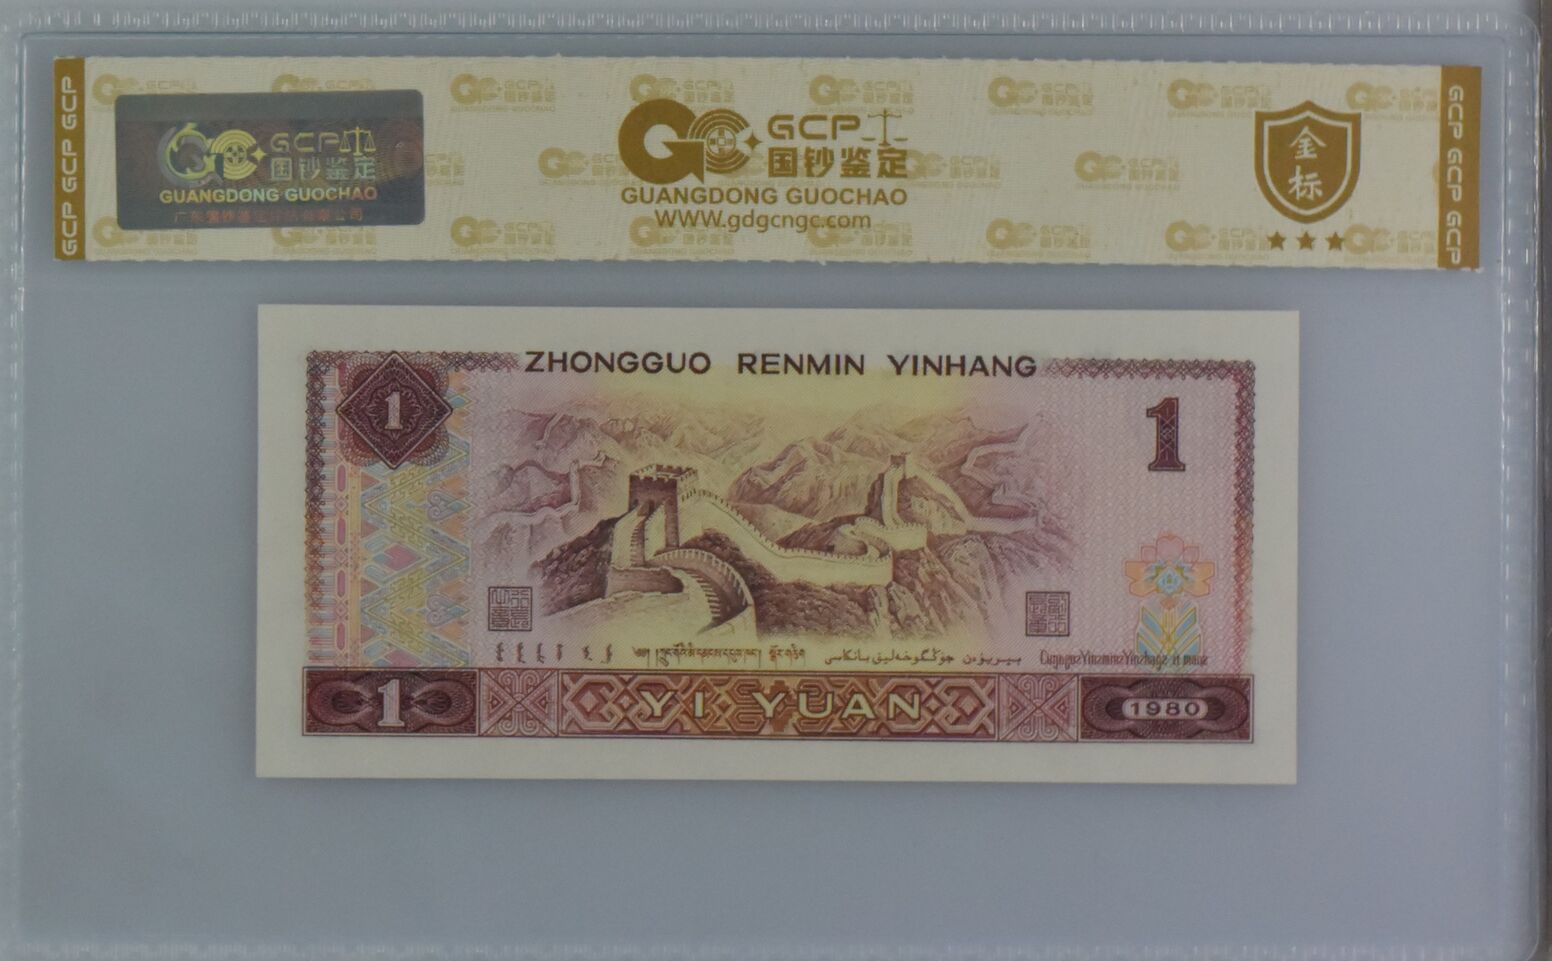 GCP GCP GCP
GCP
国钞鉴定
GUANGDONG GUOCHAO
GCP
国钞鉴定
GUANGDONG GUOCHAO
WWW.gdgcngc.com
金
标
GCP GCP GCP
ZHONGGUO RENMIN YINHANG
1
1
1
YI YUAN
1980